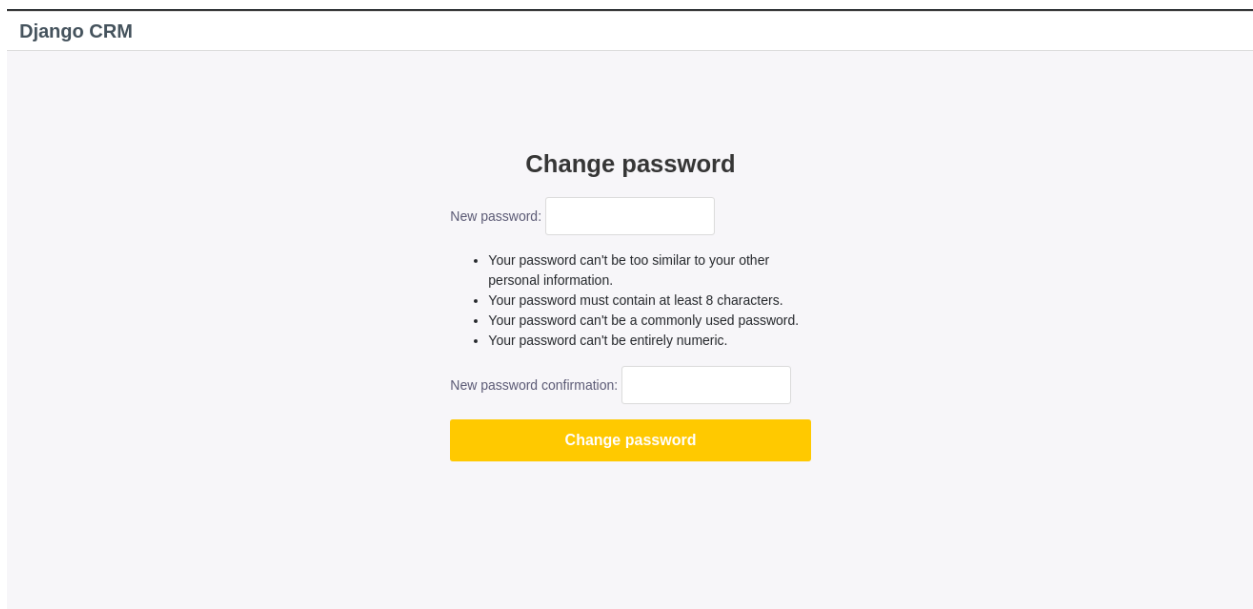 Django CRM
Change password
New password:
• Your password can't be too similar to your other
personal information.
• Your password must contain at least 8 characters.
• Your password can't be a commonly used password.
• Your password can't be entirely numeric.
New password confirmation:
Change password